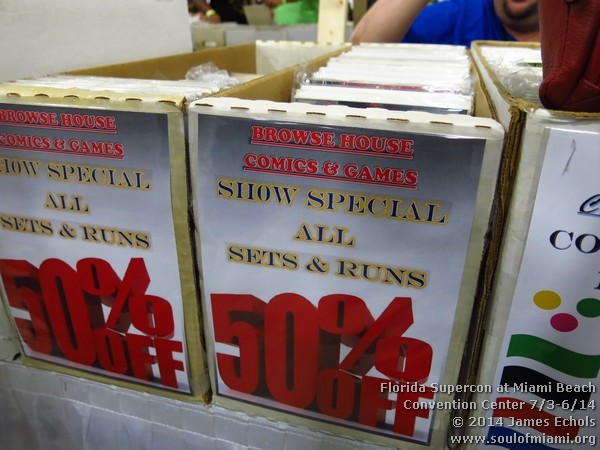 BROWSE HOUSE
COMICS & GAMES
SHOW SPECIAL
ALL
SETS & RUNS
50%
OFF
BROWSE HOUSE
COMICS & GAMES
SHOW SPECIAL
ALL
SETS & RUNS
50%
OFF
CO
Florida Supercon at Miami Beach
Convention Center 7/3-6/14
© 2014 James Echols
www.soulofmiami.org